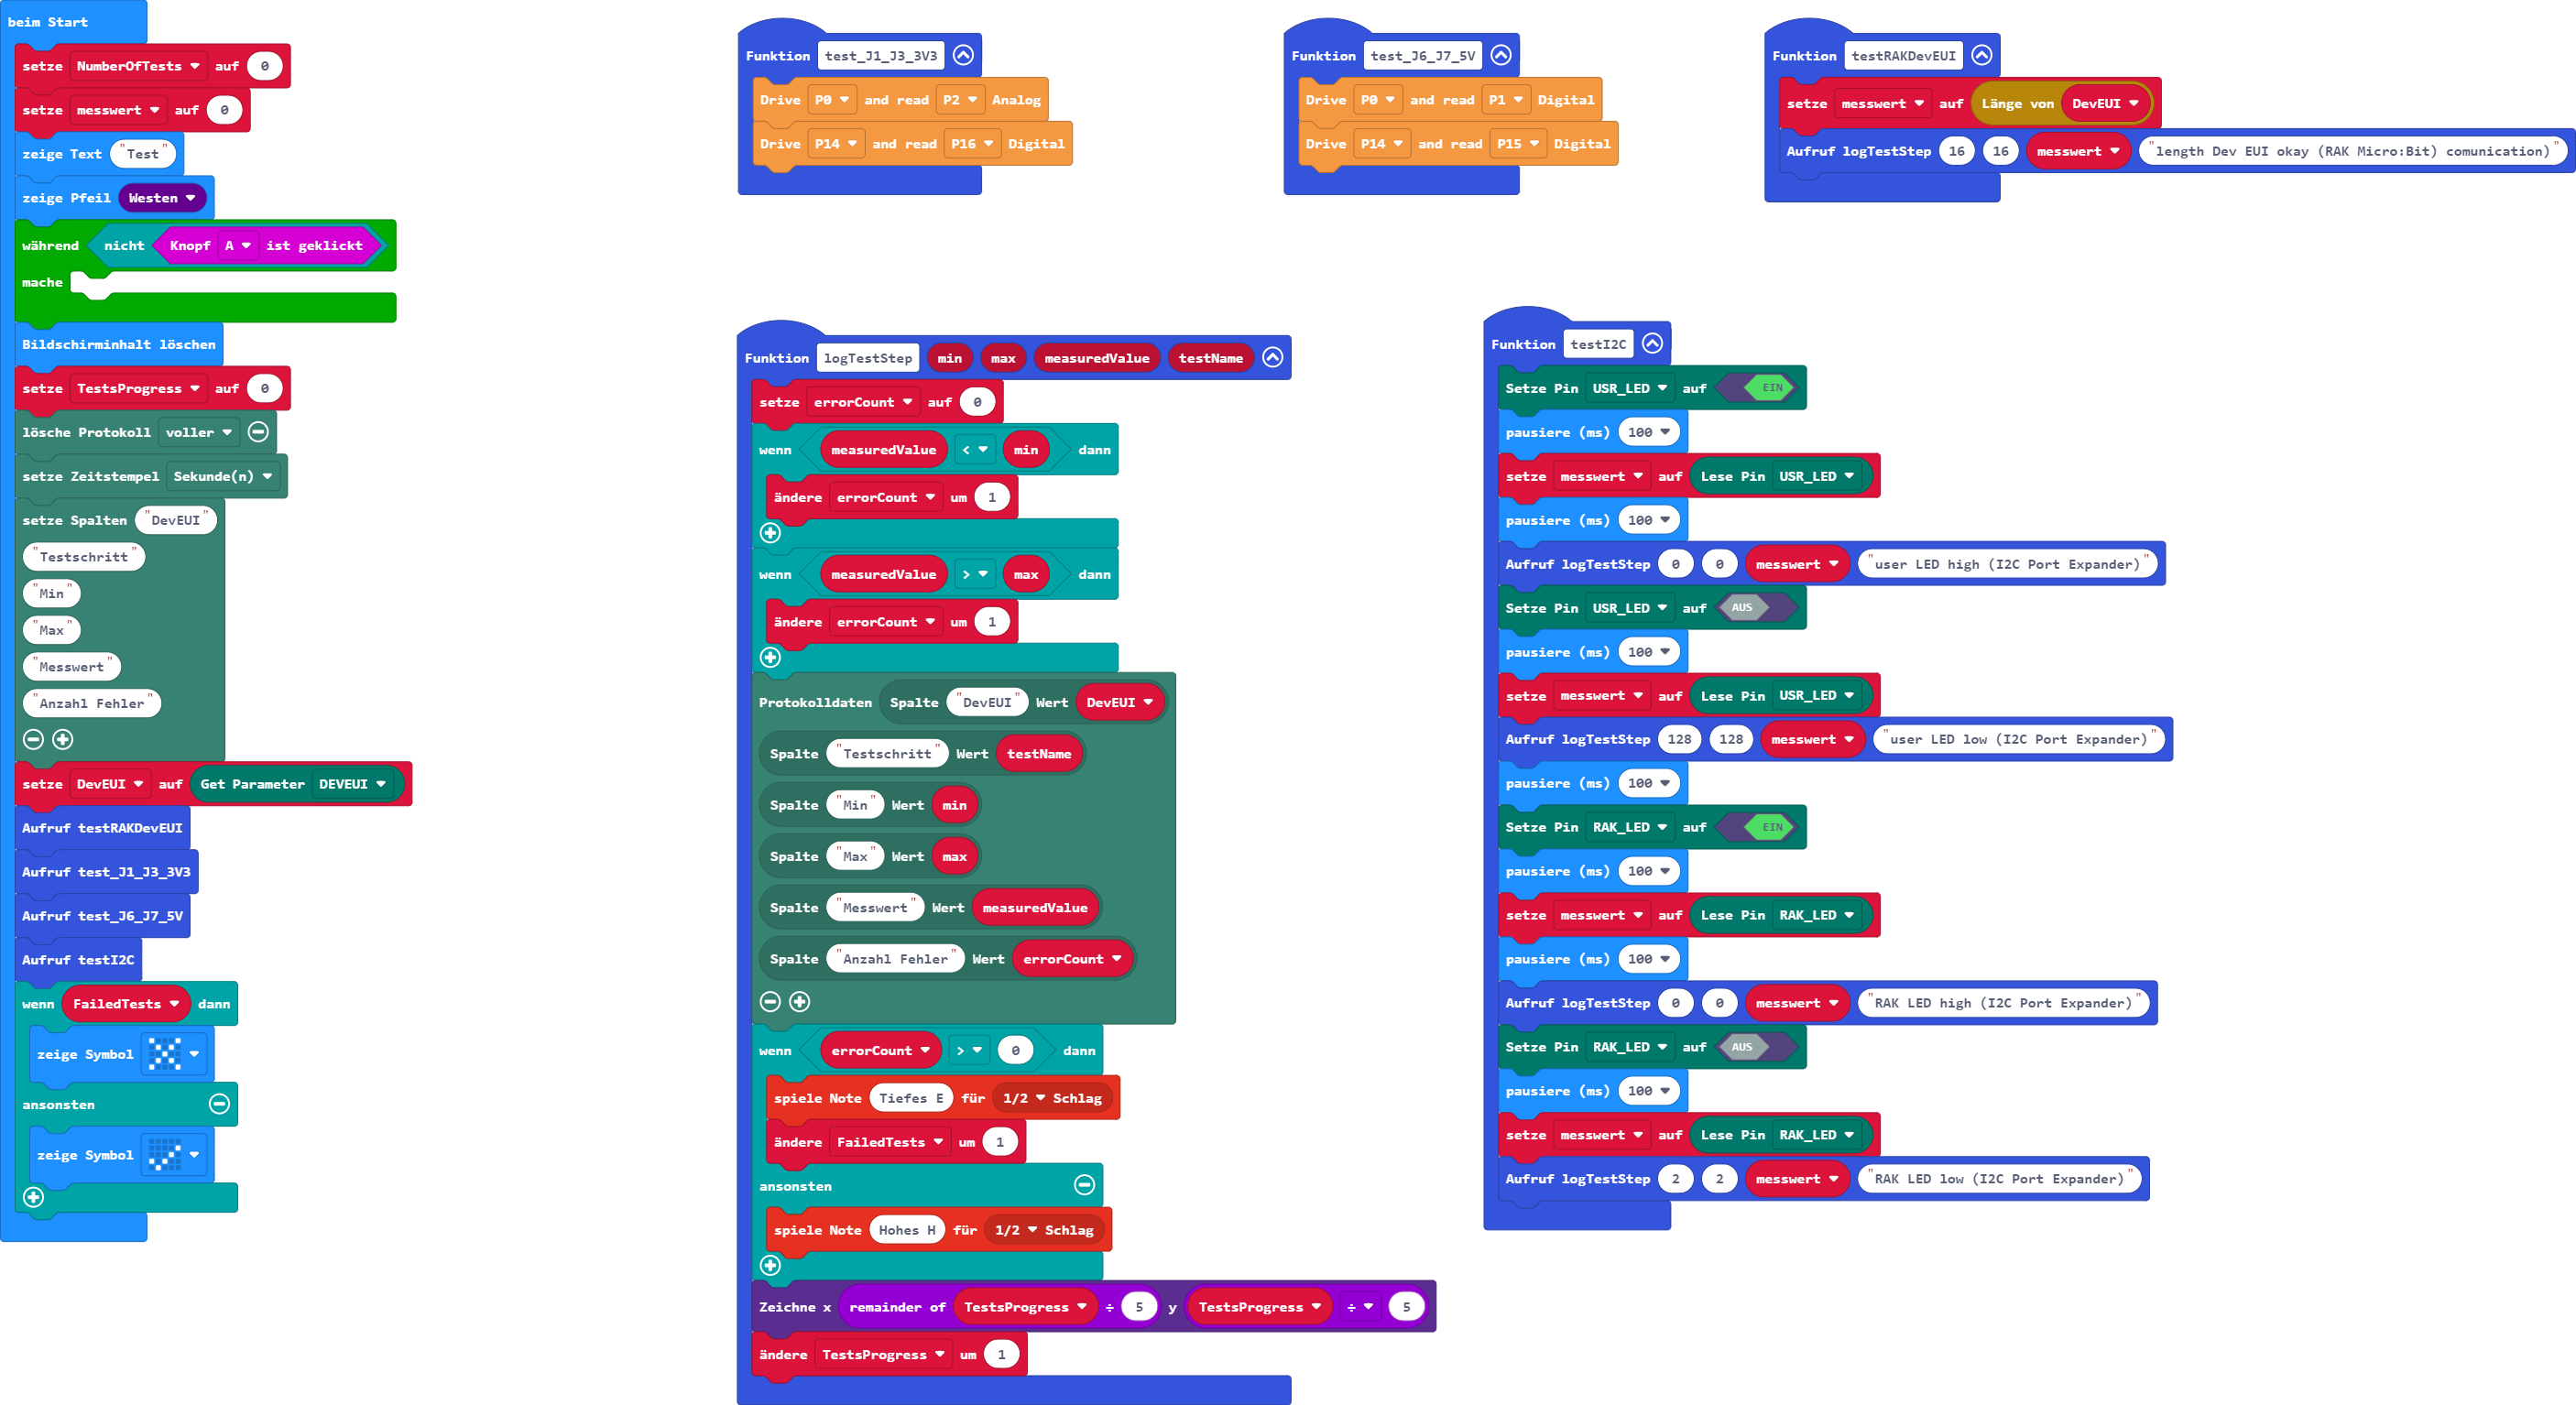 beim Start
setze NumberOfTests auf 0
setze messwert auf 0
zeige Text "Test"
zeige Pfeil Westen
während nicht Knopf A ist geklickt
mache
Bildschirminhalt löschen
setze TestsProgress auf 0
lösche Protokoll voller
setze Zeitstempel Sekunde(n)
setze Spalten "DevEUI"
"Testschritt"
"Min"
"Max"
"Messwert"
"Anzahl Fehler"
setze DevEUI auf Get Parameter DEVEUI
Aufruf testRAKDevEUI
Aufruf test_J1_J3_3V3
Aufruf test_J6_J7_5V
Aufruf testI2C
wenn FailedTests dann
zeige Symbol
ansonsten
zeige Symbol
Funktion test_J1_J3_3V3
Drive P0 and read P2 Analog
Drive P14 and read P16 Digital
Funktion test_J6_J7_5V
Drive P0 and read P1 Digital
Drive P14 and read P15 Digital
Funktion testRAKDevEUI
setze messwert auf Länge von DevEUI
Aufruf logTestStep 16 16 messwert "length Dev EUI okay (RAK Micro:Bit) comunication)"
Funktion logTestStep min max measuredValue testName
setze errorCount auf 0
wenn measuredValue < min dann
ändere errorCount um 1
wenn measuredValue > max dann
ändere errorCount um 1
Protokolldaten Spalte "DevEUI" Wert DevEUI
Spalte "Testschritt" Wert testName
Spalte "Min" Wert min
Spalte "Max" Wert max
Spalte "Messwert" Wert measuredValue
Spalte "Anzahl Fehler" Wert errorCount
wenn errorCount > 0 dann
spiele Note Tiefes E für 1/2 Schlag
ändere FailedTests um 1
ansonsten
spiele Note Hohes H für 1/2 Schlag
Zeichne x remainder of TestsProgress ÷ 5 y TestsProgress ÷ 5
ändere TestsProgress um 1
Funktion testI2C
Setze Pin USR_LED auf EIN
pausiere (ms) 100
setze messwert auf Lese Pin USR_LED
pausiere (ms) 100
Aufruf logTestStep 0 0 messwert "user LED high (I2C Port Expander)"
Setze Pin USR_LED auf AUS
pausiere (ms) 100
setze messwert auf Lese Pin USR_LED
Aufruf logTestStep 128 128 messwert "user LED low (I2C Port Expander)"
pausiere (ms) 100
Setze Pin RAK_LED auf EIN
pausiere (ms) 100
setze messwert auf Lese Pin RAK_LED
pausiere (ms) 100
Aufruf logTestStep 0 0 messwert "RAK LED high (I2C Port Expander)"
Setze Pin RAK_LED auf AUS
pausiere (ms) 100
setze messwert auf Lese Pin RAK_LED
Aufruf logTestStep 2 2 messwert "RAK LED low (I2C Port Expander)"